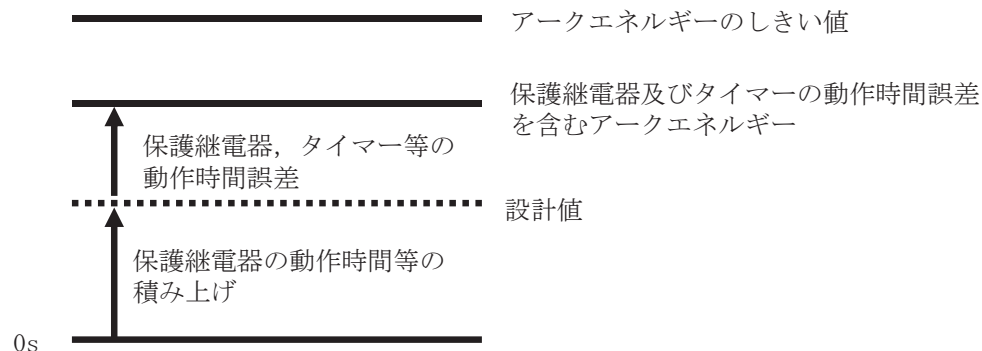 アークエネルギーのしきい値
保護継電器及びタイマーの動作時間誤差
を含むアークエネルギー
保護継電器，タイマー等の
動作時間誤差
設計値
保護継電器の動作時間等の
積み上げ
0s